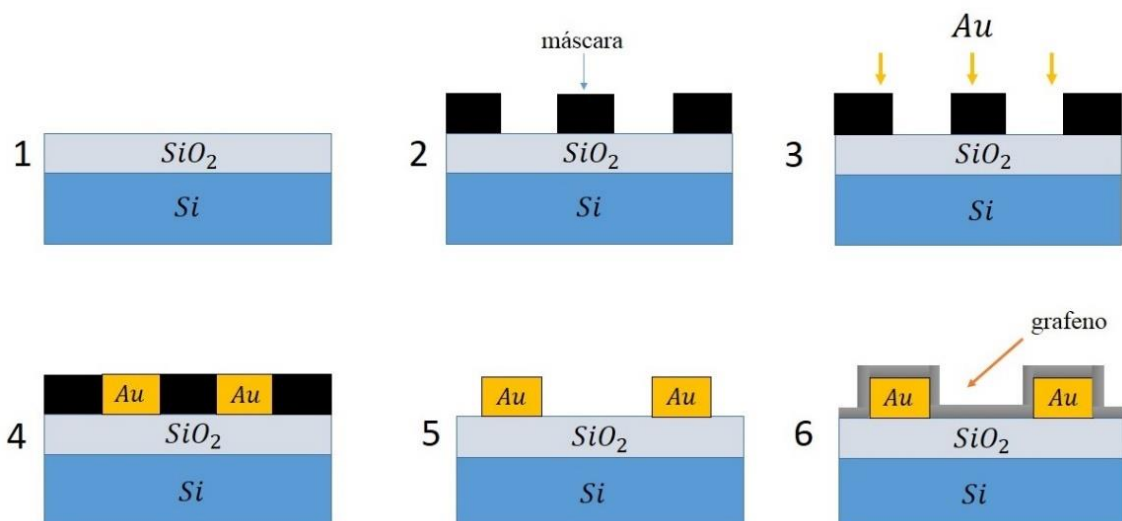 1
SiO₂
Si
máscara
2
SiO₂
Si
Au
3
SiO₂
Si
4
Au Au
SiO₂
Si
5
Au Au
SiO₂
Si
grafeno
6
Au Au
SiO₂
Si